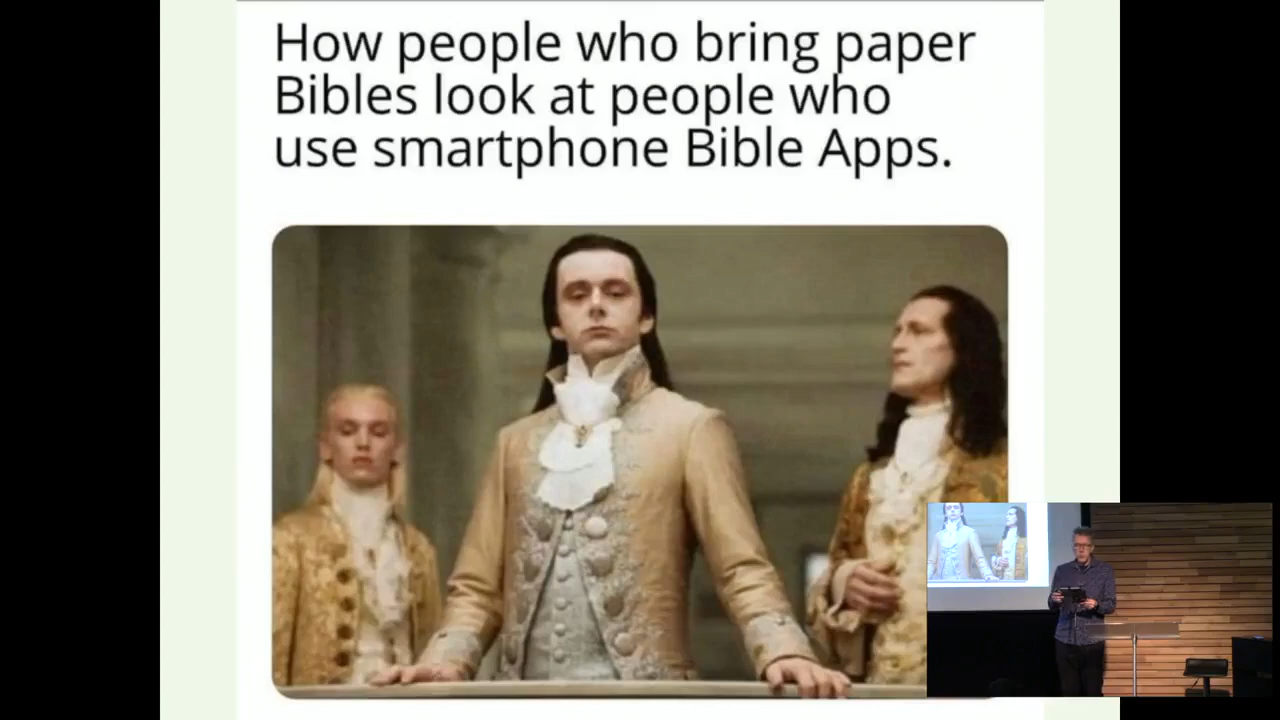 How people who bring paper
Bibles look at people who
use smartphone Bible Apps.